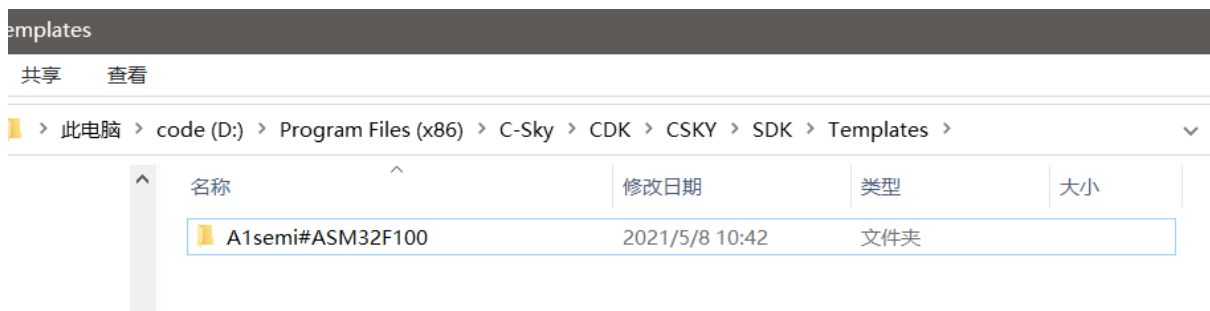 emplates
共享 查看
此电脑 > code (D:) > Program Files (x86) > C-Sky > CDK > CSKY > SDK > Templates >
名称 修改日期 类型 大小
A1semi#ASM32F100 2021/5/8 10:42 文件夹